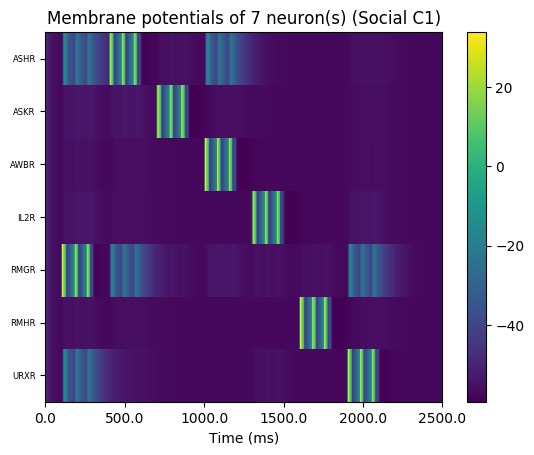 Membrane potentials of 7 neuron(s) (Social C1)
ASHR
ASKR
AWBR
IL2R
RMGR
RMHR
URXR
0.0 500.0 1000.0 1500.0 2000.0 2500.0
Time (ms)
20
0
−20
−40